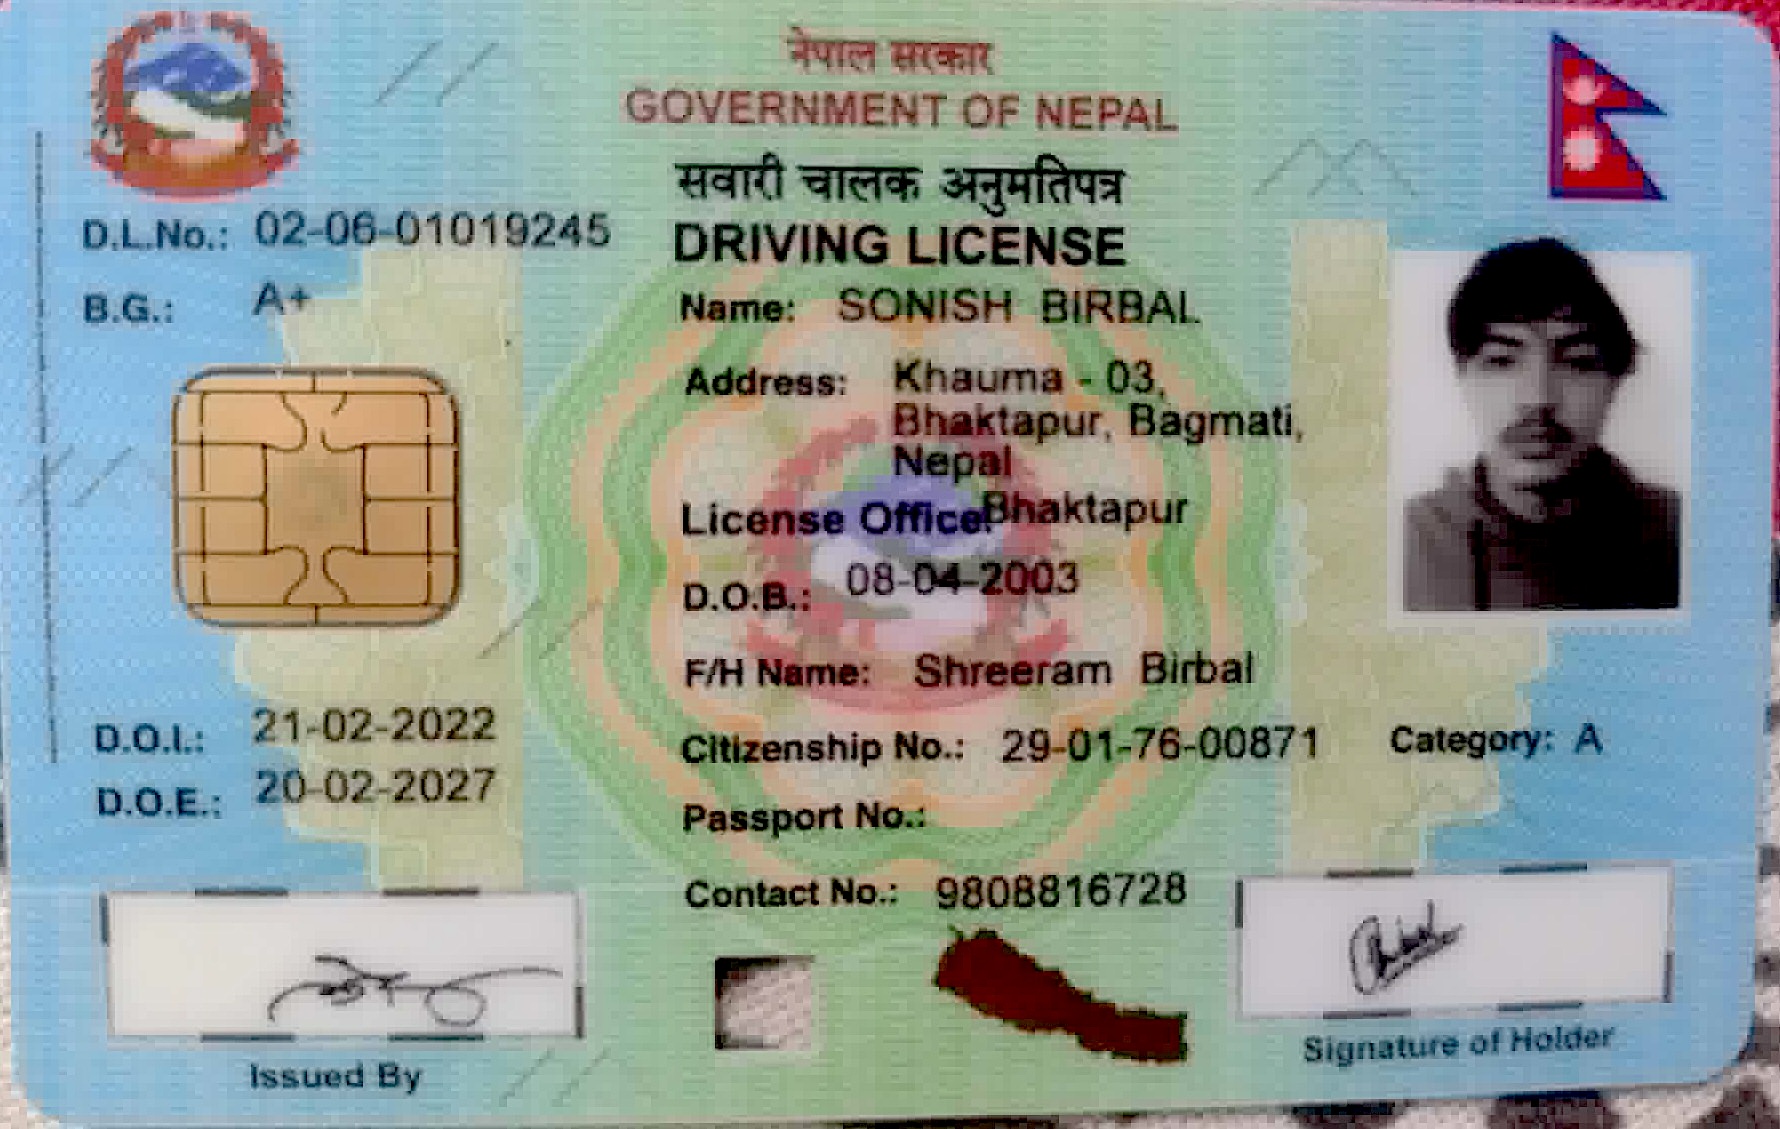 नेपाल सरकार
GOVERNMENT OF NEPAL
सवारी चालक अनुमतिपत्र
DRIVING LICENSE
D.L.No.: 02-06-01019245
B.G.: A+
Name: SONISH BIRBAL
Address: Khauma - 03,
Bhaktapur, Bagmati,
Nepal
License Office: Bhaktapur
D.O.B.: 08-04-2003
F/H Name: Shreeram Birbal
D.O.I.: 21-02-2022
Citizenship No.: 29-01-76-00871 Category: A
D.O.E.: 20-02-2027
Passport No.:
Contact No.: 9808816728
Issued By
Signature of Holder